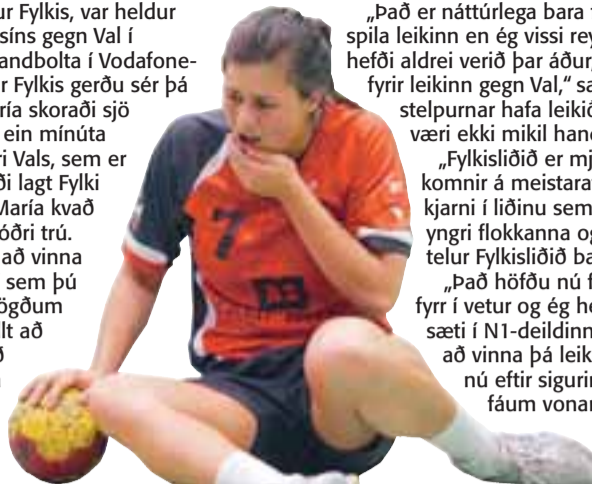 ur Fylkis, var heldur
síns gegn Val í
andbolta í Vodafone-
r Fylkis gerðu sér þá
ría skoraði sjö
ein mínúta
ri Vals, sem er
ði lagt Fylki
María kvað
óðri trú.
að vinna
sem þú
ögðum
lt að
„Það er náttúrlega bara
spila leikinn en ég vissi rey
hefði aldrei verið þar áður,
fyrir leikinn gegn Val,“ sa
stelpurnar hafa leikið
væri ekki mikil hand
„Fylkisliðið er mj
komnir á meistara
kjarni í liðinu sem
yngri flokkanna og
telur Fylkisliðið ba
„Það höfðu nú f
fyrr í vetur og ég he
sæti í N1-deildinn
að vinna þá leik
nú eftir sigurin
fáum vonar
7